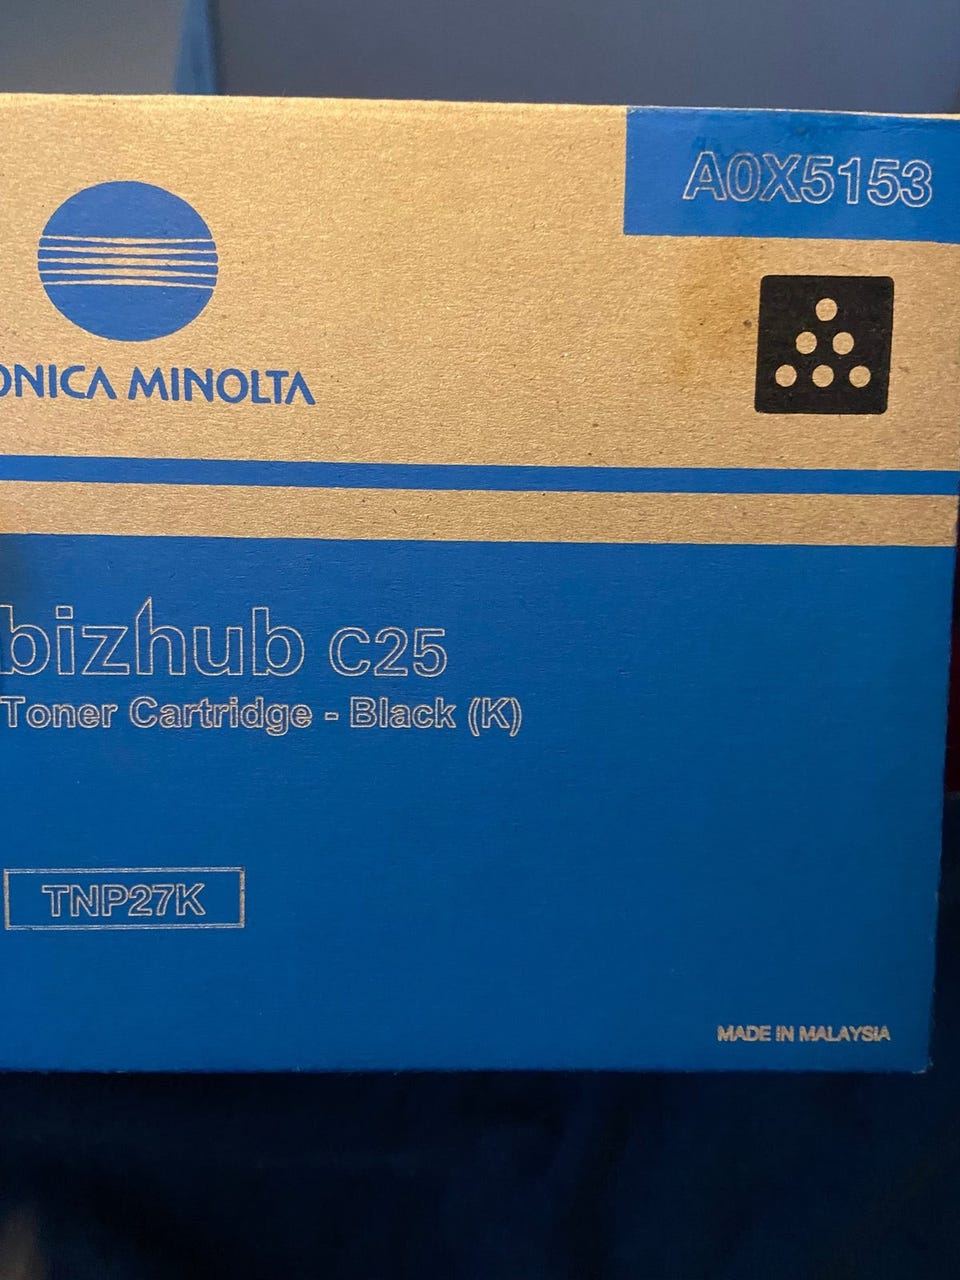 A0X5153
ONICA MINOLTA
bizhub C25
Toner Cartridge - Black (K)
TNP27K
MADE IN MALAYSIA